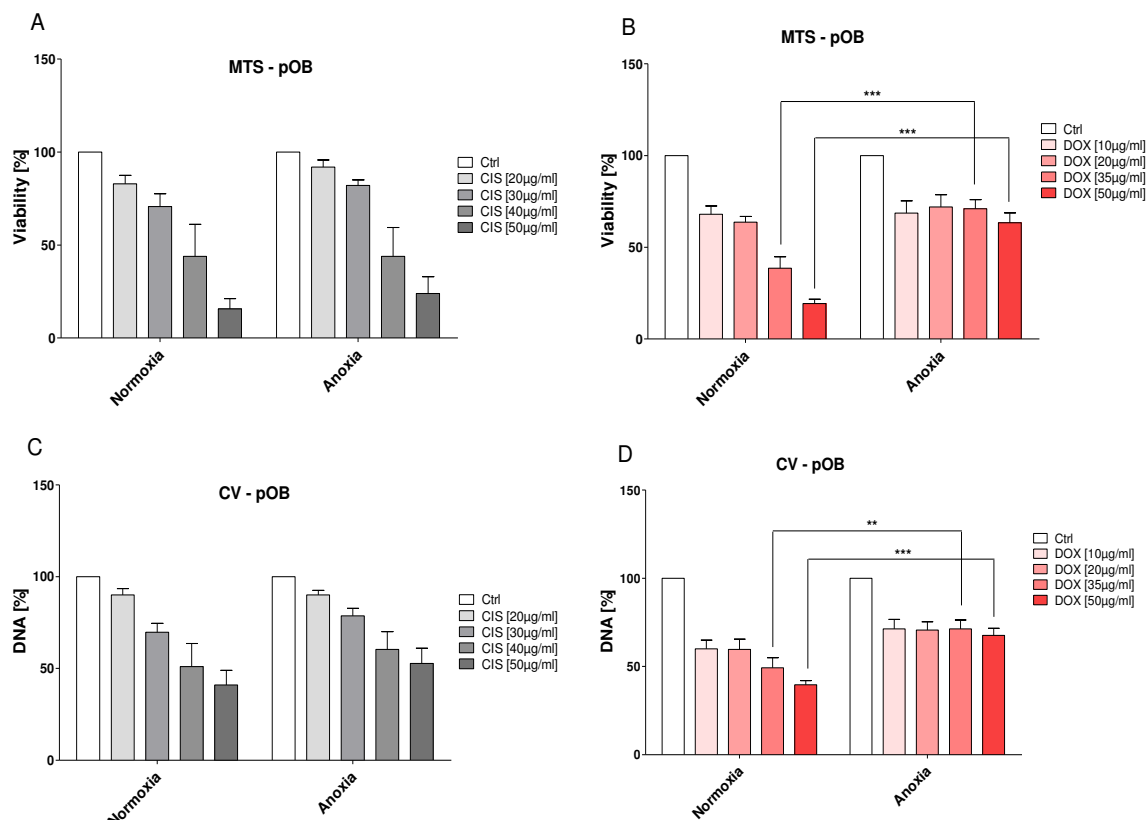 A
MTS - pOB
Viability [%]
150
100
50
0
Normoxia
Anoxia
Ctrl
CIS [20µg/ml]
CIS [30µg/ml]
CIS [40µg/ml]
CIS [50µg/ml]
B
MTS - pOB
Viability [%]
150
100
50
0
***
***
Normoxia
Anoxia
Ctrl
DOX [10µg/ml]
DOX [20µg/ml]
DOX [35µg/ml]
DOX [50µg/ml]
C
CV - pOB
DNA [%]
150
100
50
0
Normoxia
Anoxia
Ctrl
CIS [20µg/ml]
CIS [30µg/ml]
CIS [40µg/ml]
CIS [50µg/ml]
D
CV - pOB
DNA [%]
150
100
50
0
**
***
Normoxia
Anoxia
Ctrl
DOX [10µg/ml]
DOX [20µg/ml]
DOX [35µg/ml]
DOX [50µg/ml]